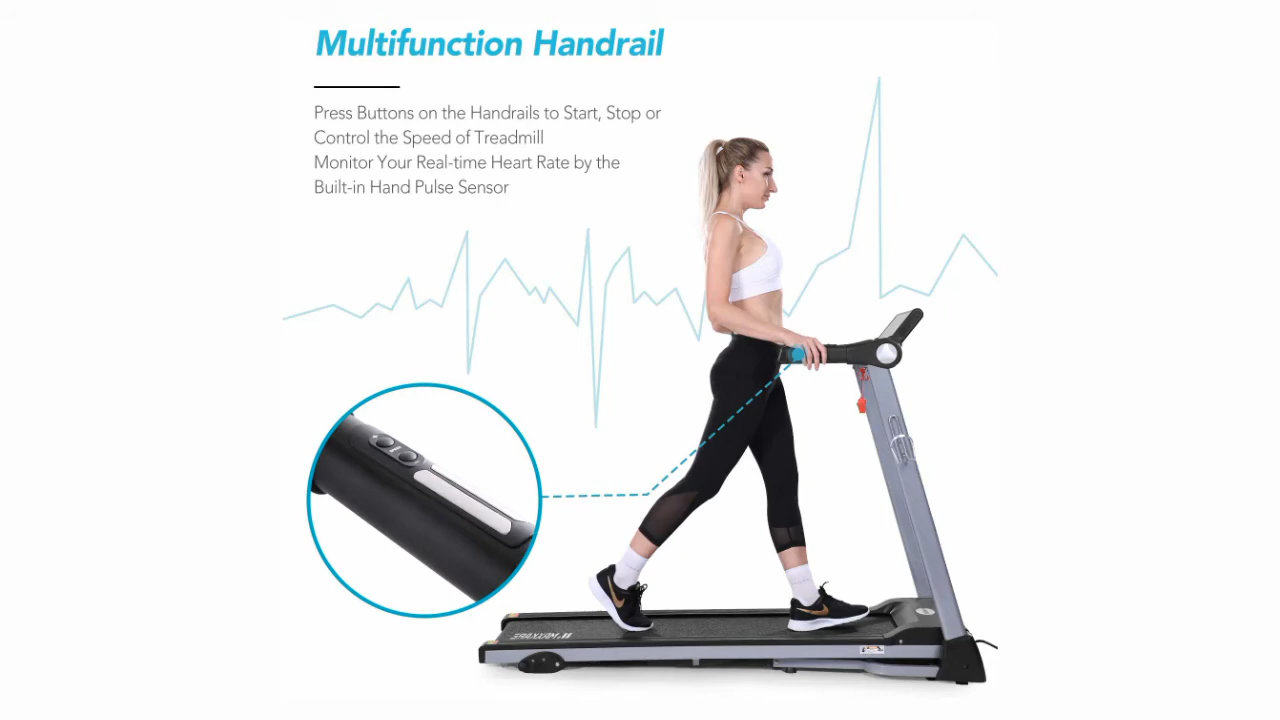 Multifunction Handrail
Press Buttons on the Handrails to Start, Stop or
Control the Speed of Treadmill
Monitor Your Real-time Heart Rate by the
Built-in Hand Pulse Sensor